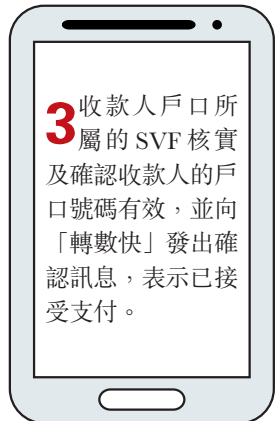 3收款人戶口所
屬的 SVF 核實
及確認收款人的戶
口號碼有效，並向
「轉數快」發出確
認訊息，表示已接
受支付。